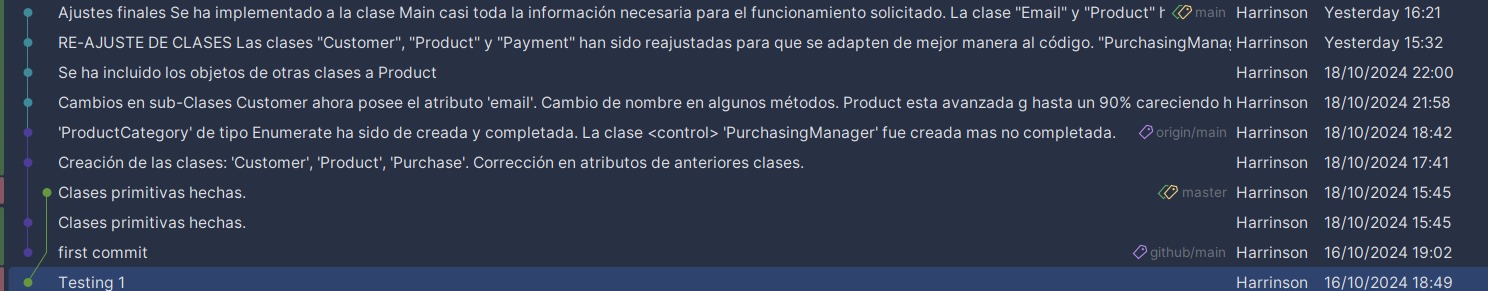 Ajustes finales Se ha implementado a la clase Main casi toda la información necesaria para el funcionamiento solicitado. La clase "Email" y "Product" main Harrinson Yesterday 16:21
RE-AJUSTE DE CLASES Las clases "Customer", "Product" y "Payment" han sido reajustadas para que se adapten de mejor manera al código. "PurchasingManag Harrinson Yesterday 15:32
Se ha incluido los objetos de otras clases a Product Harrinson 18/10/2024 22:00
Cambios en sub-Clases Customer ahora posee el atributo 'email'. Cambio de nombre en algunos métodos. Product esta avanzada g hasta un 90% careciendo Harrinson 18/10/2024 21:58
'ProductCategory' de tipo Enumerate ha sido de creada y completada. La clase <control> 'PurchasingManager' fue creada mas no completada. origin/main Harrinson 18/10/2024 18:42
Creación de las clases: 'Customer', 'Product', 'Purchase'. Corrección en atributos de anteriores clases. Harrinson 18/10/2024 17:41
Clases primitivas hechas. master Harrinson 18/10/2024 15:45
Clases primitivas hechas. Harrinson 18/10/2024 15:45
first commit github/main Harrinson 16/10/2024 19:02
Testing 1 Harrinson 16/10/2024 18:49